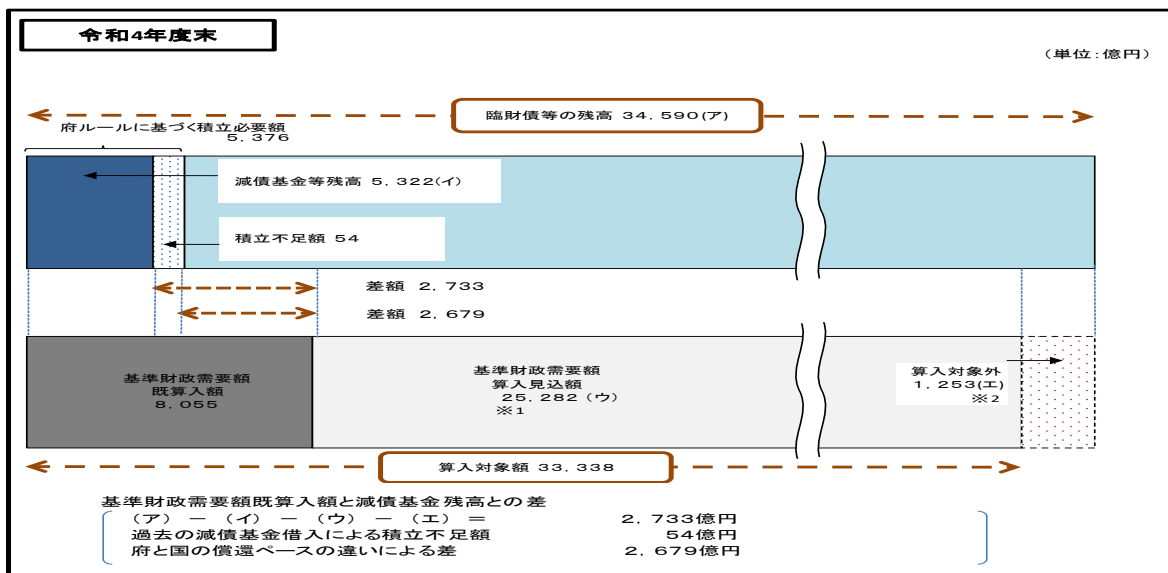 令和4年度末
（単位：億円）
臨財債等の残高 34,590(ア)
府ルールに基づく積立必要額
5,376
減債基金等残高 5,322(イ)
積立不足額 54
差額 2,733
差額 2,679
基準財政需要額
既算入額
8,055
基準財政需要額
算入見込額
25,282（ウ）
※1
算入対象外
1,253(エ)
※2
算入対象額 33,338
基準財政需要額既算入額と減債基金残高との差
（ア） － （イ） － （ウ） － （エ） ＝ 2,733億円
過去の減債基金借入による積立不足額 54億円
府と国の償還ペースの違いによる差 2,679億円